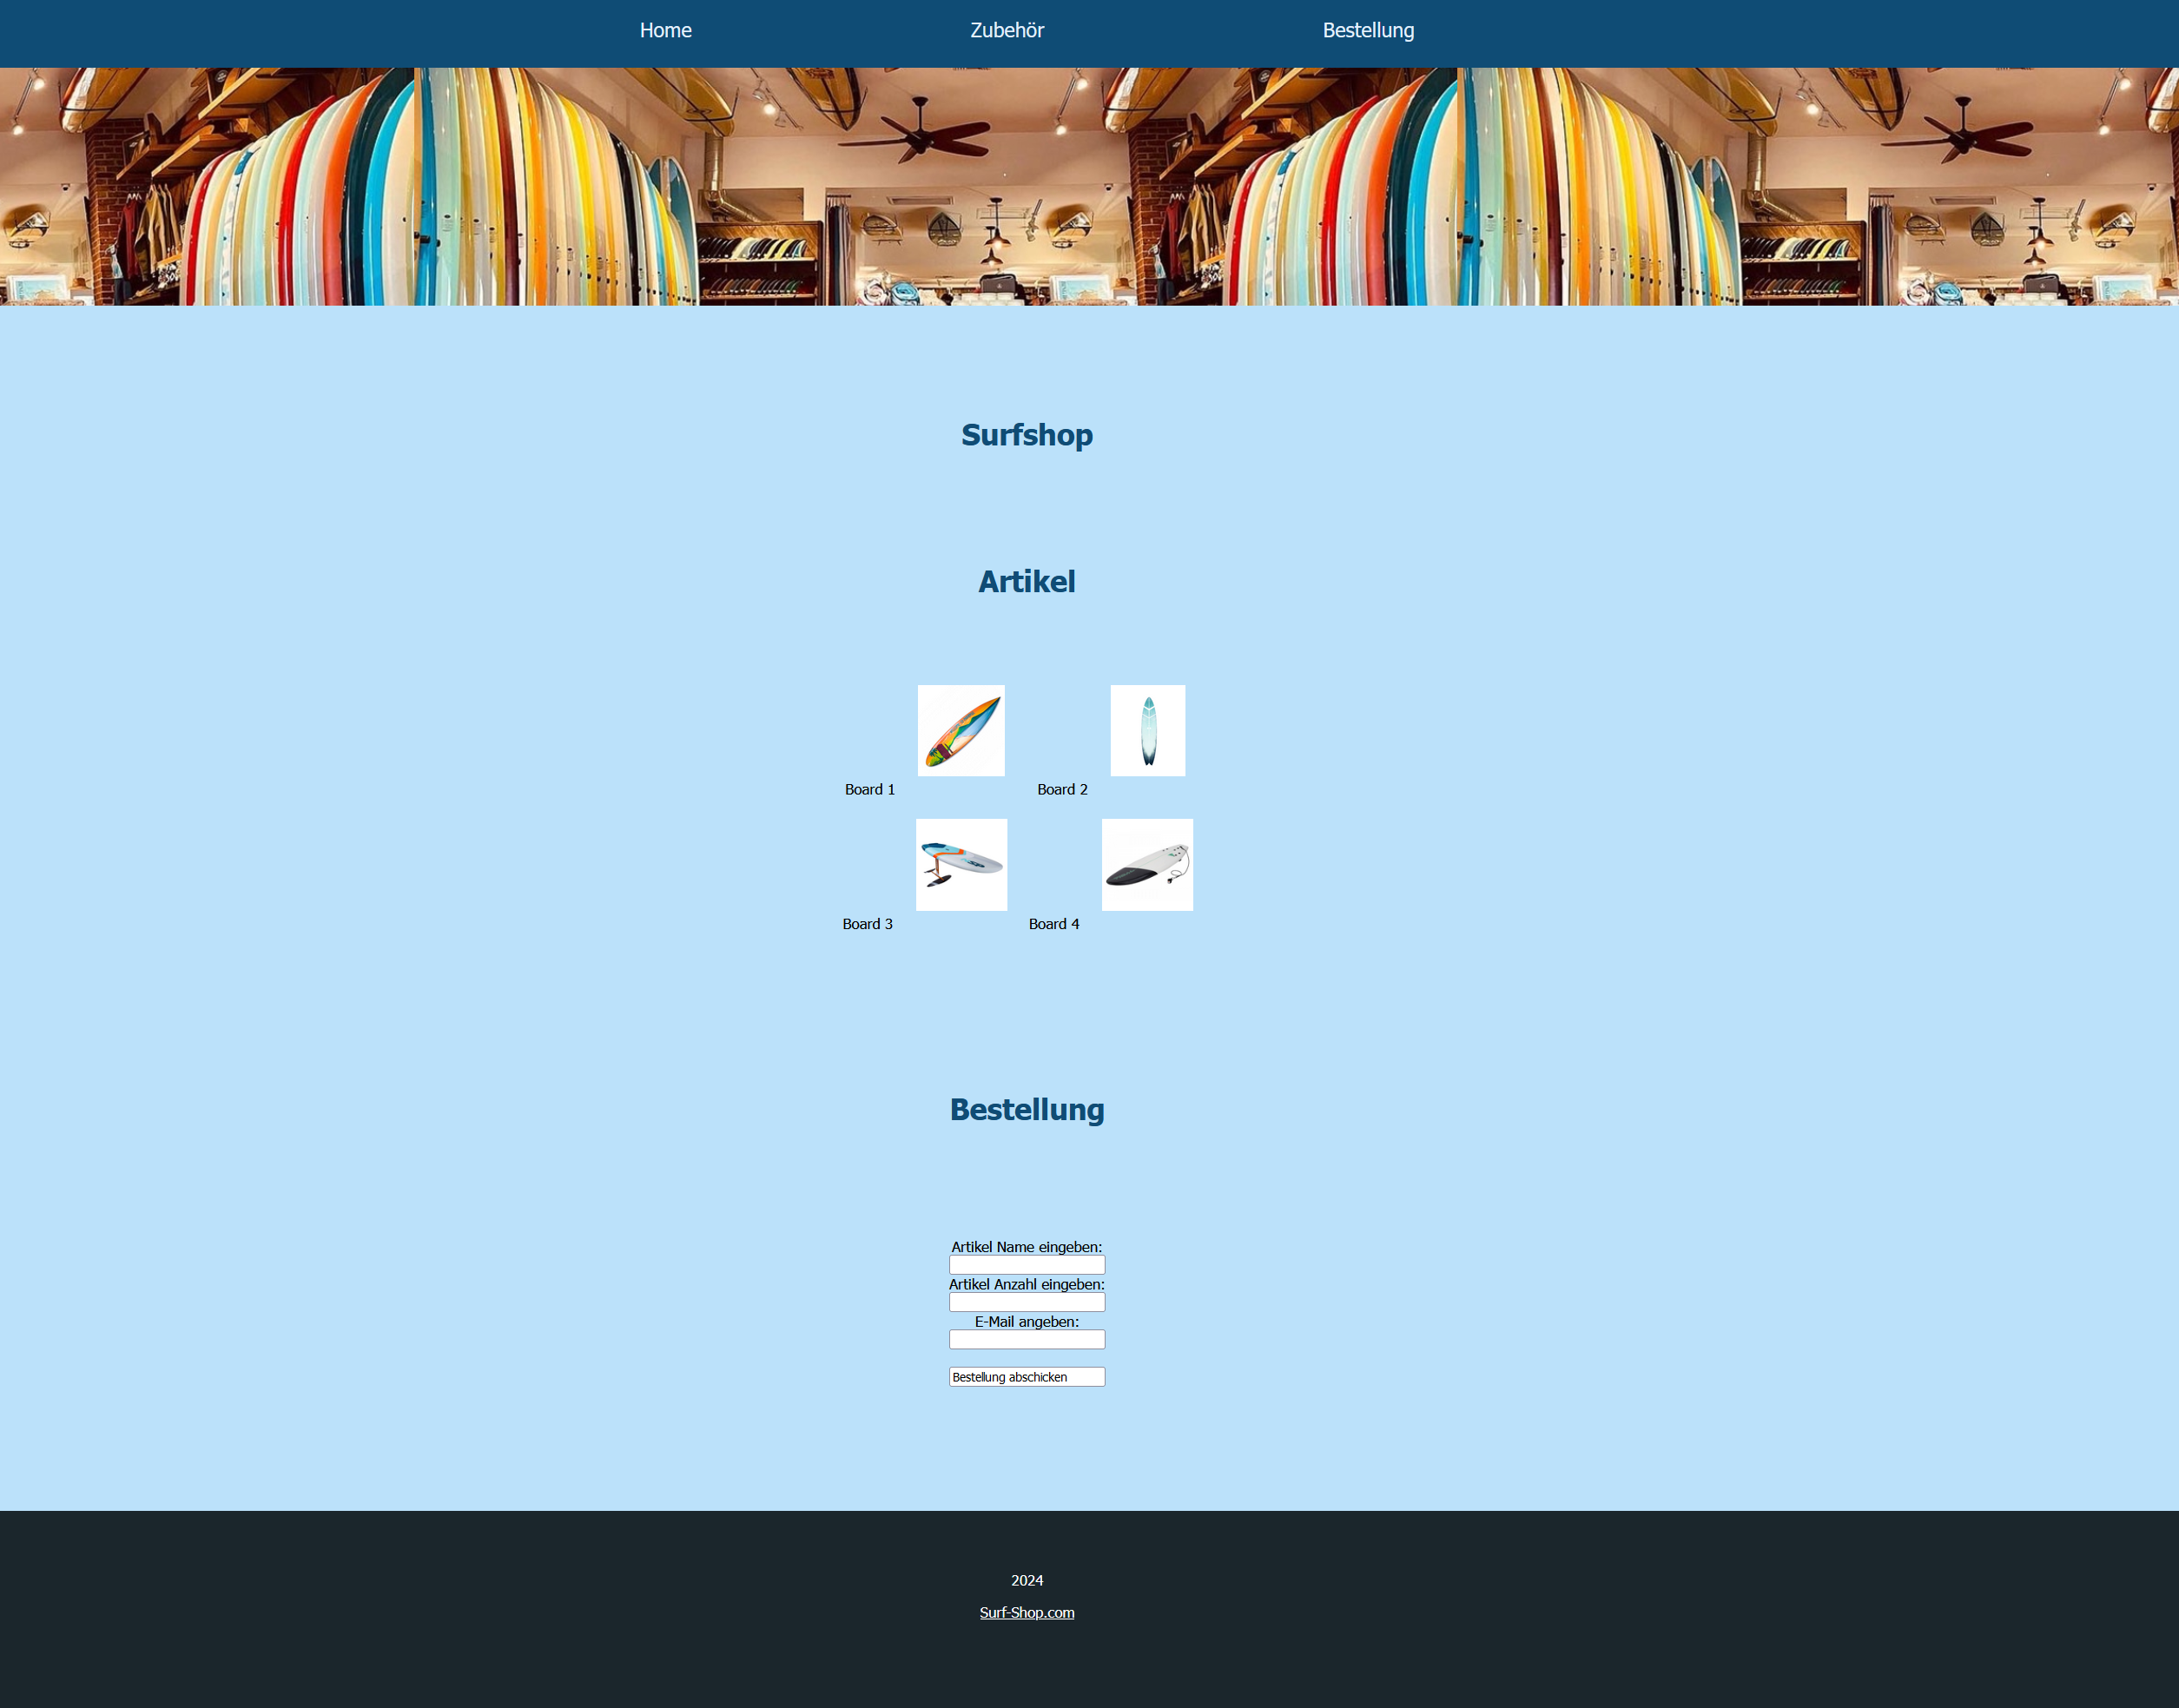 Home Zubehör Bestellung
Surfshop
Artikel
Board 1 Board 2
Board 3 Board 4
Bestellung
Artikel Name eingeben:
Artikel Anzahl eingeben:
E-Mail angeben:
Bestellung abschicken
2024
Surf-Shop.com